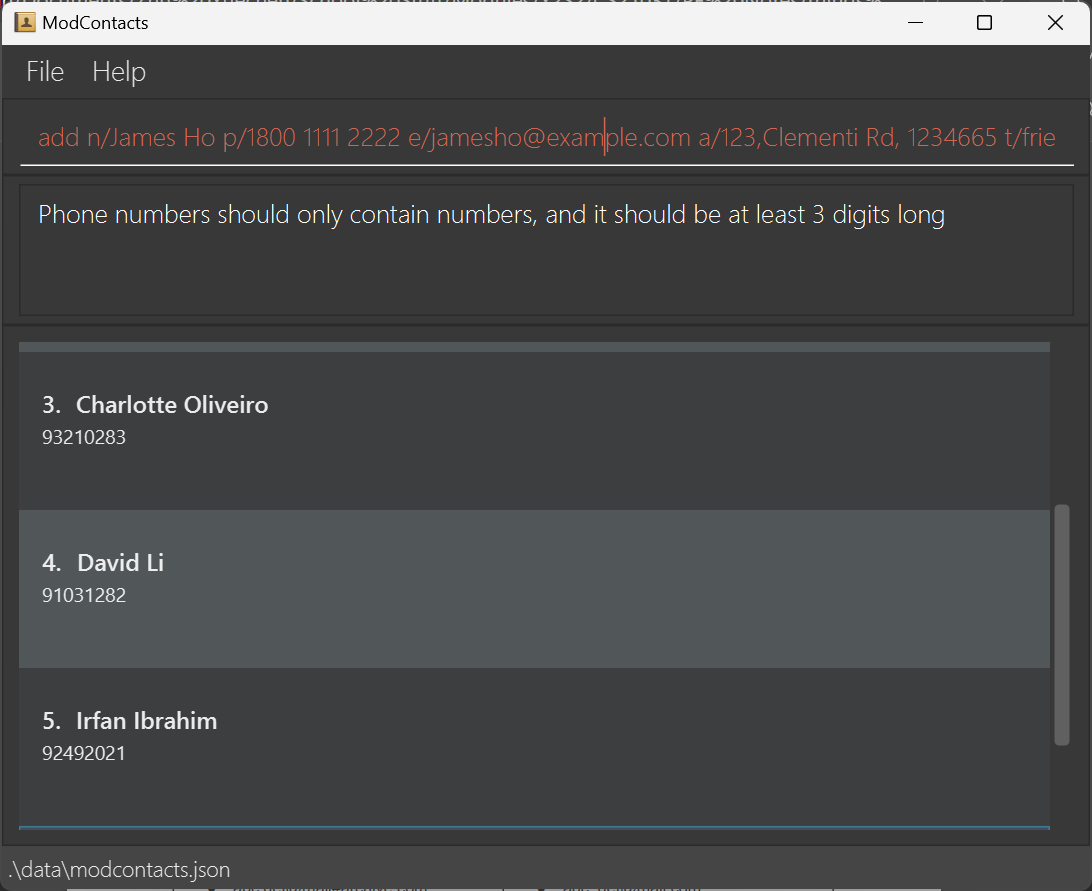 ModContacts
File Help
add n/James Ho p/1800 1111 2222 e/jamesho@example.com a/123,Clementi Rd, 1234665 t/frie
Phone numbers should only contain numbers, and it should be at least 3 digits long
3. Charlotte Oliveiro
93210283
4. David Li
91031282
5. Irfan Ibrahim
92492021
.\data\modcontacts.json